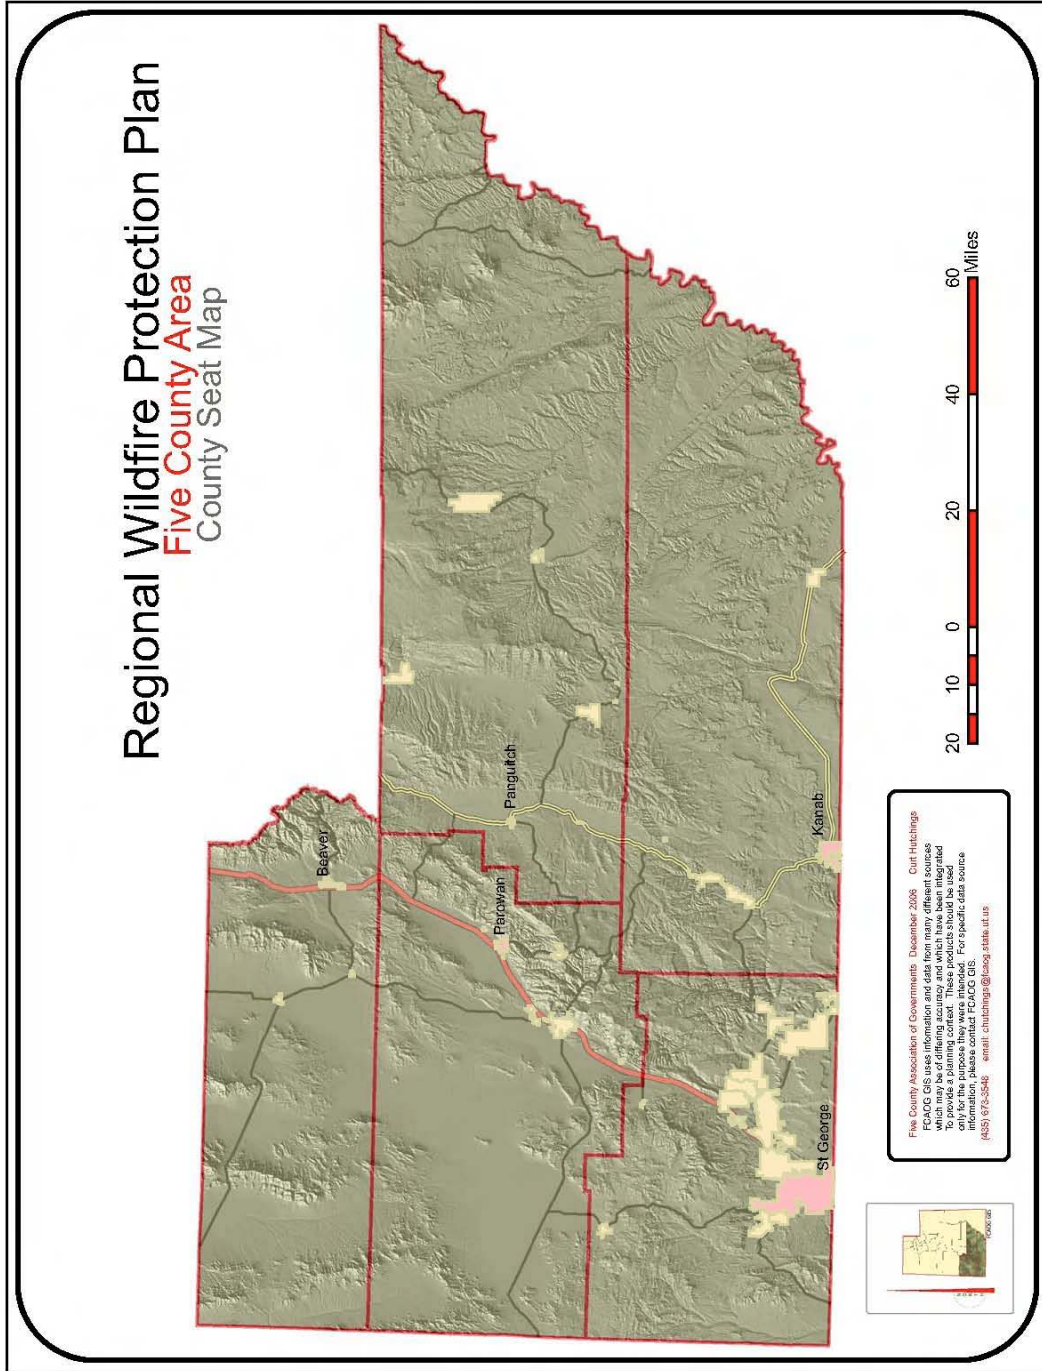 Regional Wildfire Protection Plan
Five County Area
County Seat Map
Beaver
Parowan
Panguitch
Kanab
St George
20 10 0 20 40 60
Miles
Five County Association of Governments December 2006 Curt Hutchings
FCAOG GIS uses information and data from many different sources
which may be of differing accuracy and which have been integrated
To provide a planning context. These products should be used
only for the purpose they were intended. For specific data source
information, please contact FCAOG GIS.
(435) 673-3548 email: chutchings@fcaog.state.ut.us
FCAOG GIS